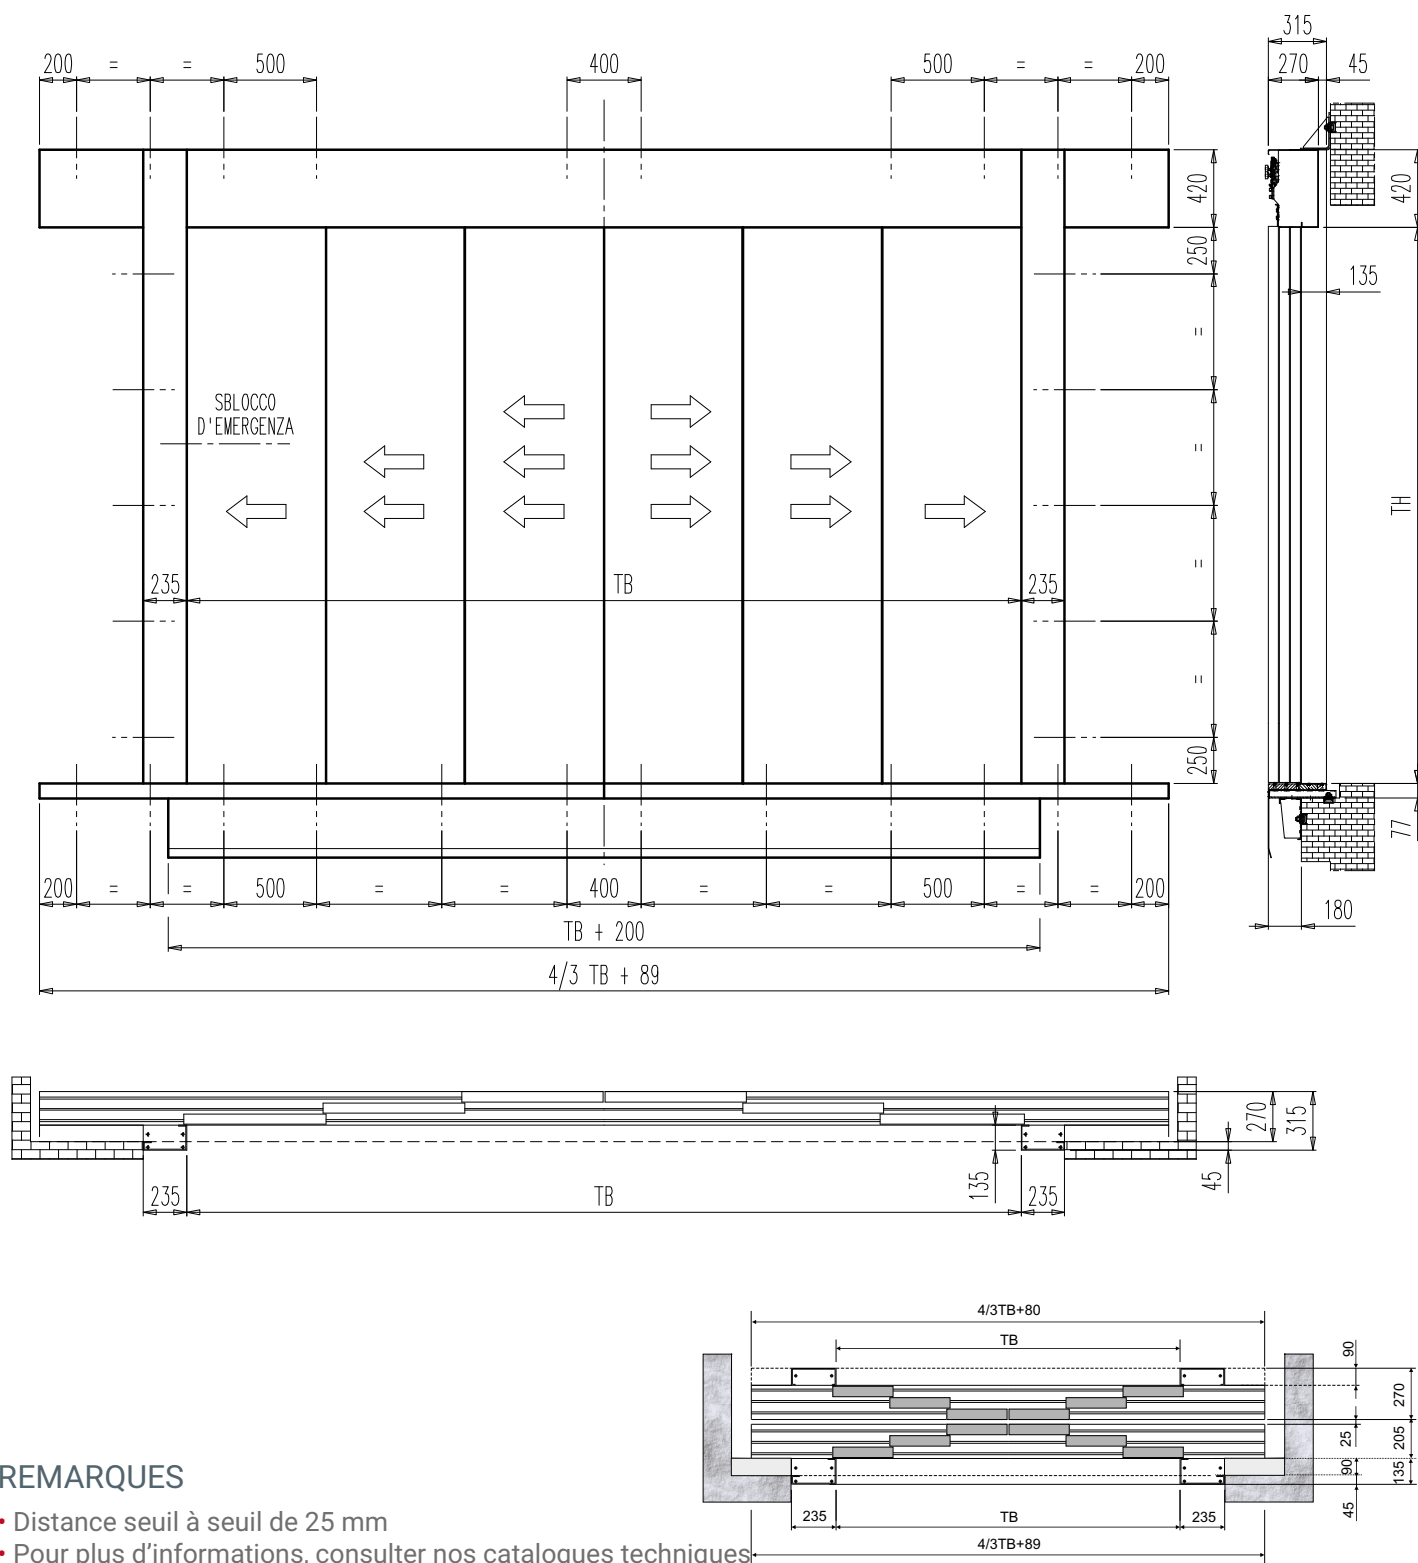 315
200 = = 500 400 500 = = 200 270 45
420 420
250
135
=
SBLOCCO
D'EMERGENZA
=
TH
=
235 TB 235
=
250
77
200 = = 500 = = 400 = = 500 = = 200
180
TB + 200
4/3 TB + 89
270 315
135 45
235 TB 235
4/3TB+80
TB
90
270
25 205
90 135
45
235 TB 235
4/3TB+89
REMARQUES
• Distance seuil à seuil de 25 mm
• Pour plus d'informations, consulter nos catalogues techniques